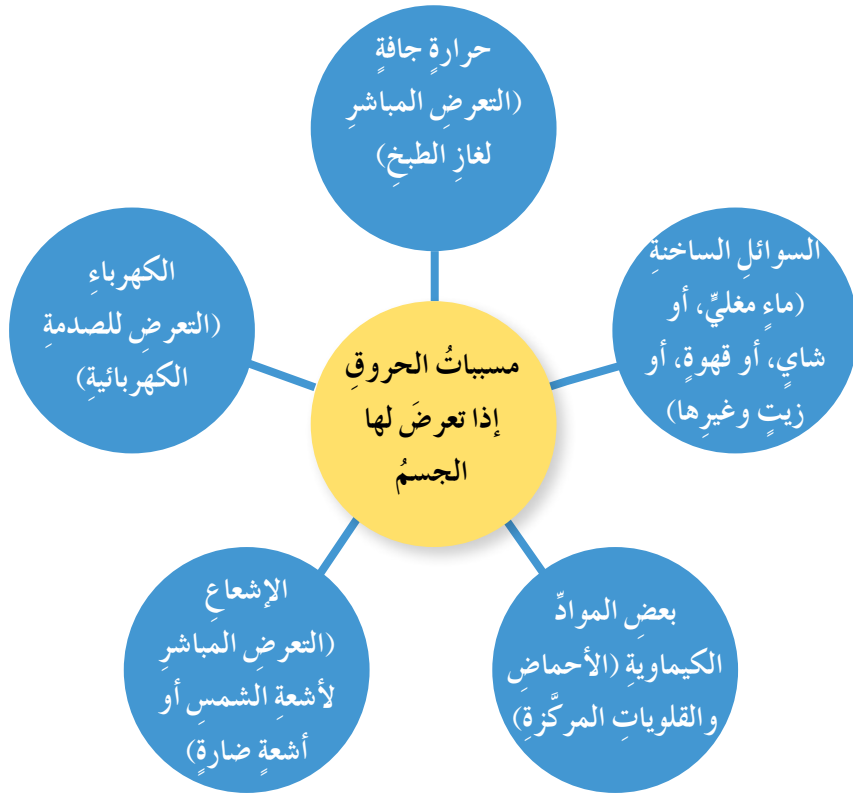 حرارةٍ جافةٍ
(التعرضِ المباشرِ
لغازِ الطبخِ)
السوائلِ الساخنةِ
(ماءٍ مغليٍّ، أو
شايٍ، أو قهوةٍ، أو
زيتٍ وغيرِها)
الكهرباءِ
(التعرضِ للصدمةِ
الكهربائيةِ)
مسبباتُ الحروقِ
إذا تعرضَ لها
الجسمُ
بعضِ الموادِّ
الكيماويةِ (الأحماضِ
والقلوياتِ المركَّزةِ)
الإشعاعِ
(التعرضِ المباشرِ
لأشعةِ الشمسِ أو
أشعةٍ ضارةٍ)